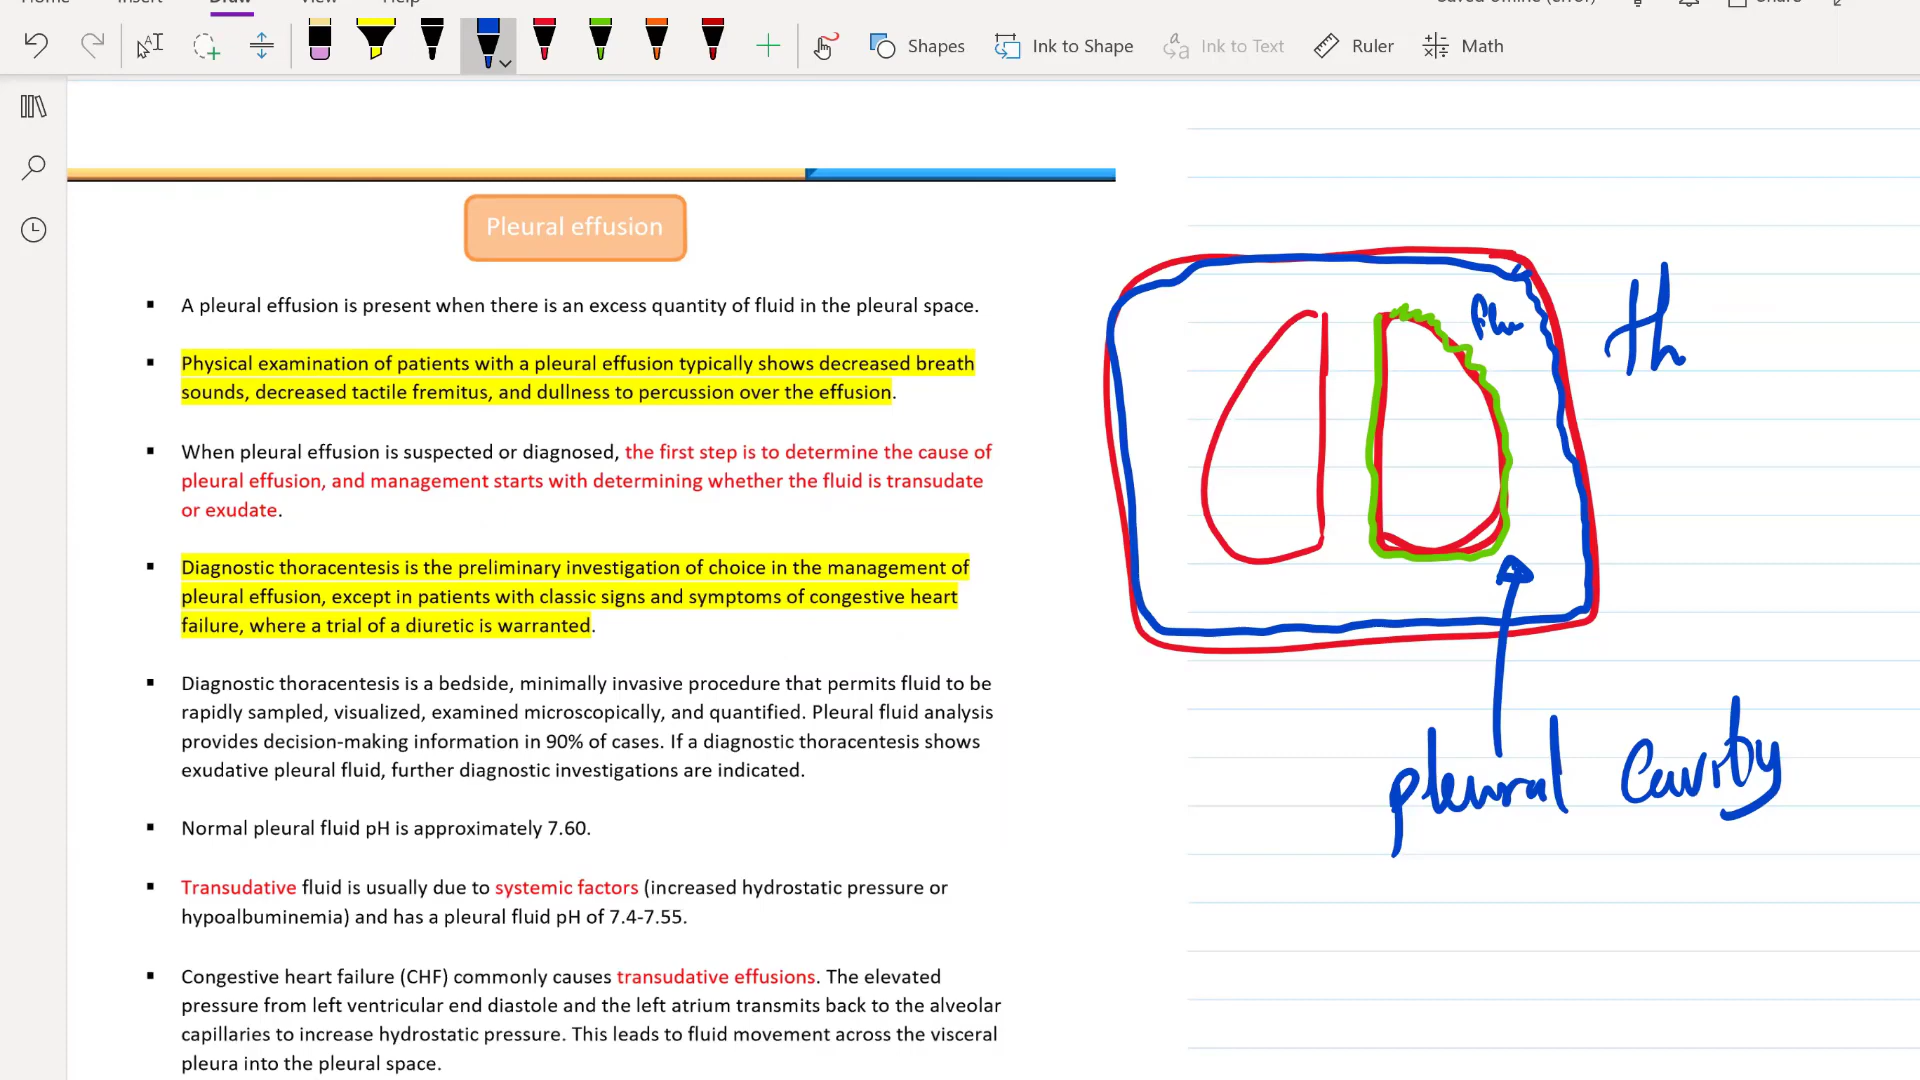 Home Insert Draw View Help Saved online (error) Share
Shapes Ink to Shape Ink to Text Ruler Math
Pleural effusion
▪ A pleural effusion is present when there is an excess quantity of fluid in the pleural space.
▪ Physical examination of patients with a pleural effusion typically shows decreased breath
sounds, decreased tactile fremitus, and dullness to percussion over the effusion.
▪ When pleural effusion is suspected or diagnosed, the first step is to determine the cause of
pleural effusion, and management starts with determining whether the fluid is transudate
or exudate.
▪ Diagnostic thoracentesis is the preliminary investigation of choice in the management of
pleural effusion, except in patients with classic signs and symptoms of congestive heart
failure, where a trial of a diuretic is warranted.
▪ Diagnostic thoracentesis is a bedside, minimally invasive procedure that permits fluid to be
rapidly sampled, visualized, examined microscopically, and quantified. Pleural fluid analysis
provides decision-making information in 90% of cases. If a diagnostic thoracentesis shows
exudative pleural fluid, further diagnostic investigations are indicated.
▪ Normal pleural fluid pH is approximately 7.60.
▪ Transudative fluid is usually due to systemic factors (increased hydrostatic pressure or
hypoalbuminemia) and has a pleural fluid pH of 7.4-7.55.
▪ Congestive heart failure (CHF) commonly causes transudative effusions. The elevated
pressure from left ventricular end diastole and the left atrium transmits back to the alveolar
capillaries to increase hydrostatic pressure. This leads to fluid movement across the visceral
pleura into the pleural space.
th
pleural Cavity